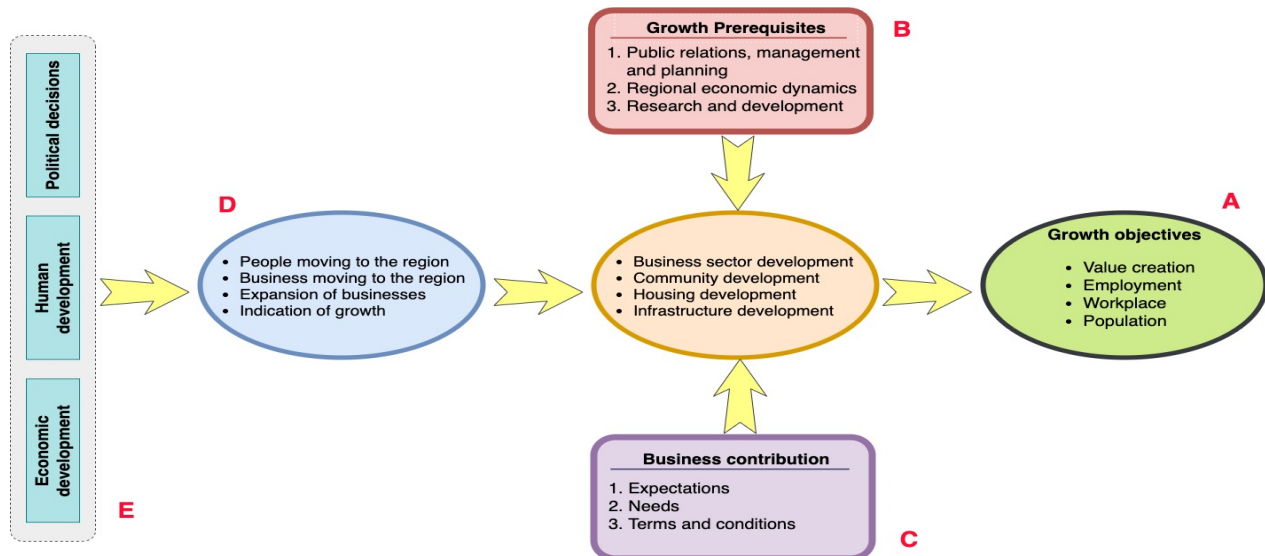 Political decisions
Human
development
Economic
development
E
D
• People moving to the region
• Business moving to the region
• Expansion of businesses
• Indication of growth
B
Growth Prerequisites
1. Public relations, management
and planning
2. Regional economic dynamics
3. Research and development
• Business sector development
• Community development
• Housing development
• Infrastructure development
Business contribution
1. Expectations
2. Needs
3. Terms and conditions
C
A
Growth objectives
• Value creation
• Employment
• Workplace
• Population